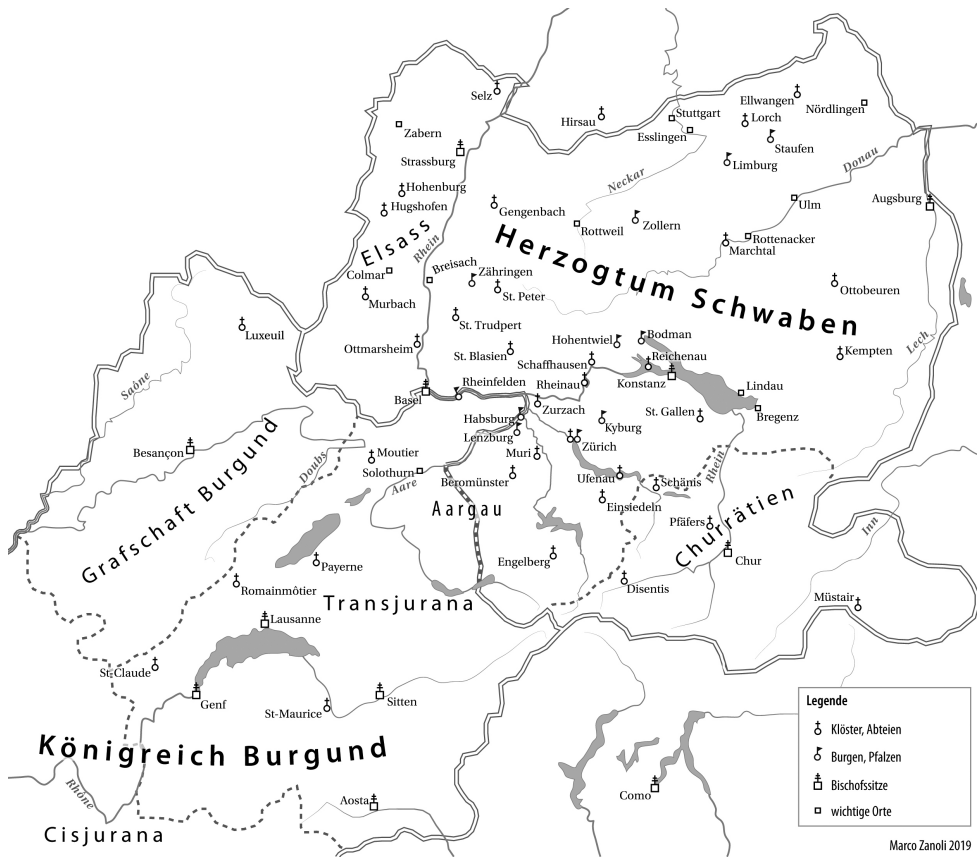 Selz
Ellwangen
Nördlingen
Hirsau
Stuttgart
Lorch
Zabern
Esslingen
Staufen
Strassburg
Limburg
Donau
Neckar
Hohenburg
Hugshofen
Gengenbach
Ulm
Augsburg
Zollern
Rottweil
Elsass
Rhein
Rottenacker
Marchtal
Herzogtum Schwaben
Breisach
Colmar
Zähringen
St. Peter
Murbach
Ottobeuren
St. Trudpert
Luxeuil
Ottmarsheim
St. Blasien
Hohentwiel
Bodman
Lech
Kempten
Schaffhausen
Reichenau
Saône
Rheinau
Konstanz
Lindau
Rheinfelden
Basel
Zurzach
St. Gallen
Bregenz
Habsburg
Kyburg
Lenzburg
Zürich
Besançon
Grafschaft Burgund
Doubs
Moutier
Muri
Solothurn
Rhein
Aare
Beromünster
Ufenau
Schänis
Aargau
Einsiedeln
Churrätien
Pfäfers
Inn
Payerne
Engelberg
Chur
Romainmôtier
Disentis
Müstair
Transjurana
Lausanne
St-Claude
Genf
St-Maurice
Sitten
Königreich Burgund
Rhône
Aosta
Como
Cisjurana
Legende
Klöster, Abteien
Burgen, Pfalzen
Bischofssitze
wichtige Orte
Marco Zanoli 2019